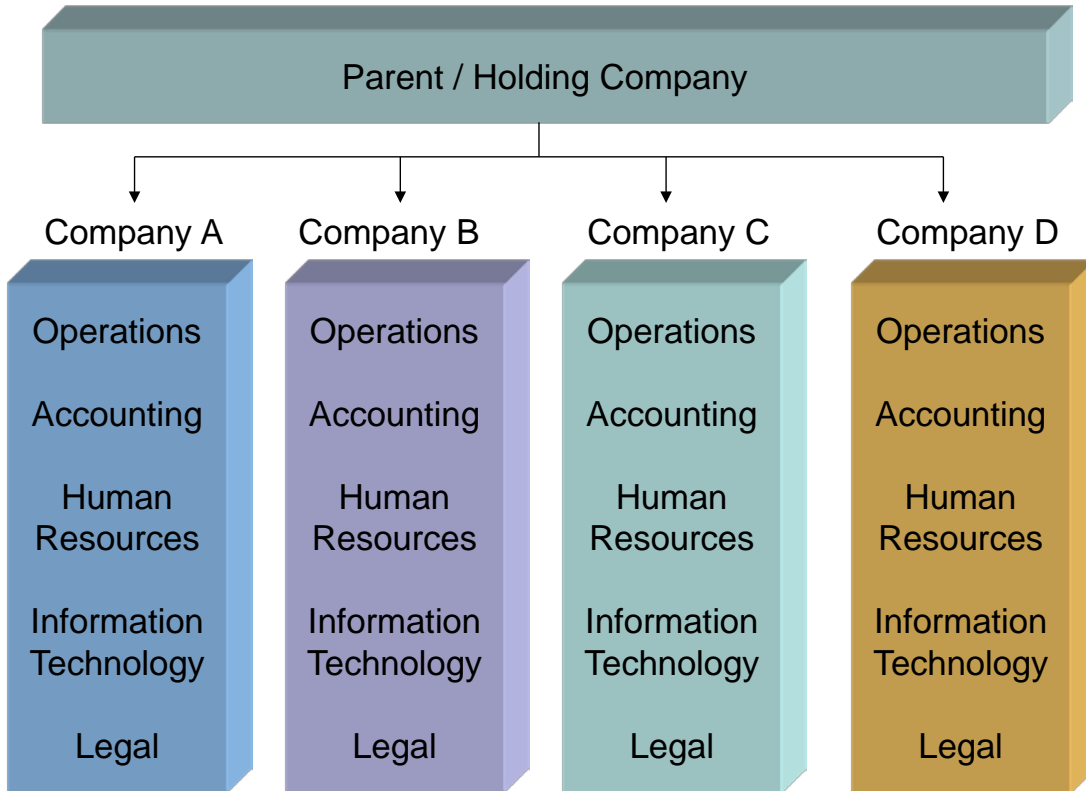 Parent / Holding Company
Company A
Company B
Company C
Company D
Operations
Accounting
Human
Resources
Information
Technology
Legal
Operations
Accounting
Human
Resources
Information
Technology
Legal
Operations
Accounting
Human
Resources
Information
Technology
Legal
Operations
Accounting
Human
Resources
Information
Technology
Legal